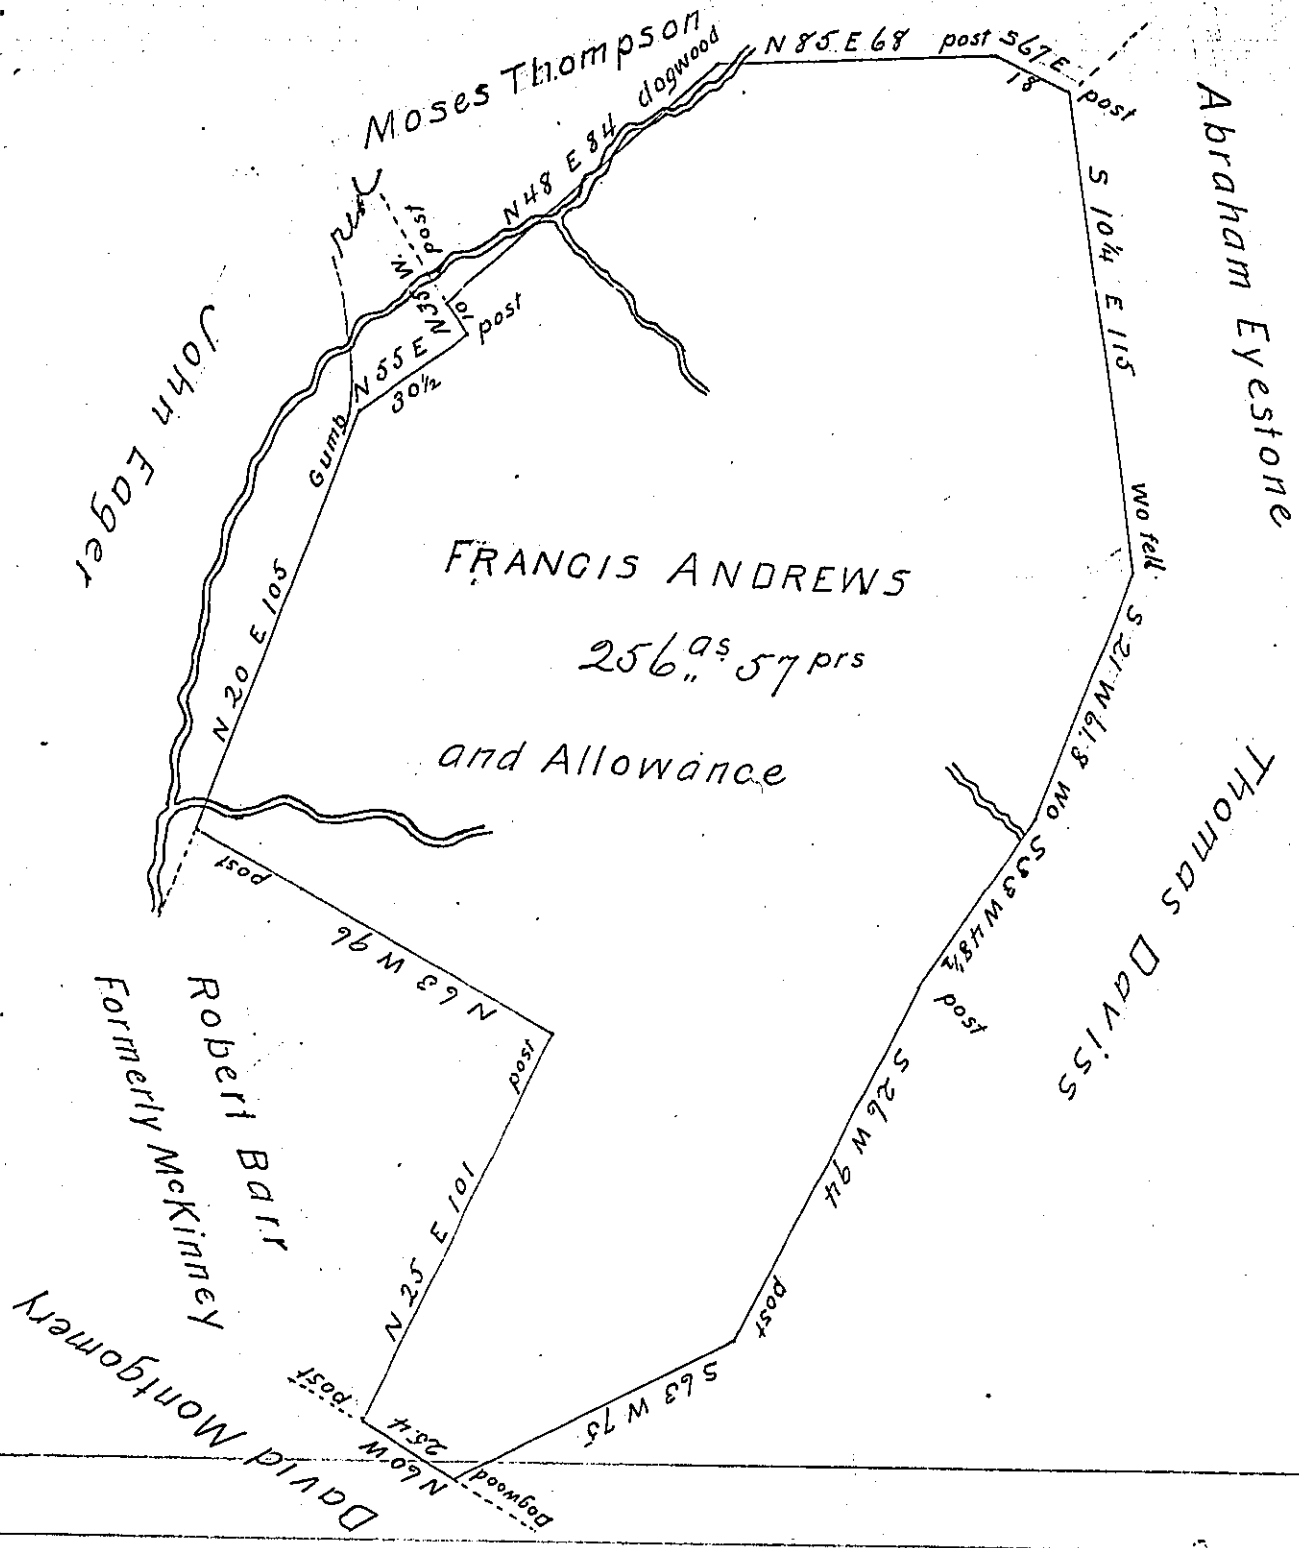 Moses Thompson
dogwood
N 85 E 68
post
S 67 E
18
post
Abraham Eyestone
N 48 E 84
post
N 35 W.
10
post
N 55 E
30½
Gumb
S 10¼ E 115
John Eager
wo fell
FRANCIS ANDREWS
256 as 57 prs
and Allowance
N 20 E 105
S 21 W 61.8
wo
Thomas Daviss
S 33 W 48½
post
post
N 63 W 96
post
Robert Barr
Formerly McKinney
S 26 W 94
N 25 E 101
post
post
S 63 W 75
N 60 W
25.4
Dogwood
David Montgomery